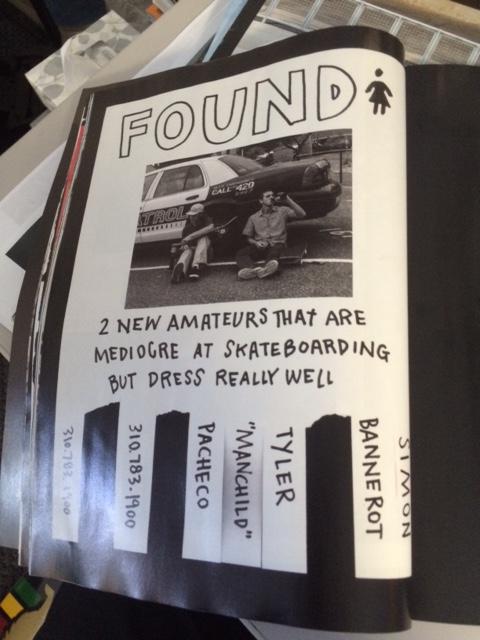 FOUND
CALL *420
TROL
2 NEW AMATEURS THAT ARE
MEDIOCRE AT SKATEBOARDING
BUT DRESS REALLY WELL
310.783.1900
310.783.1900
PACHECO
"MANCHILD"
TYLER
BANNEROT
SIMON